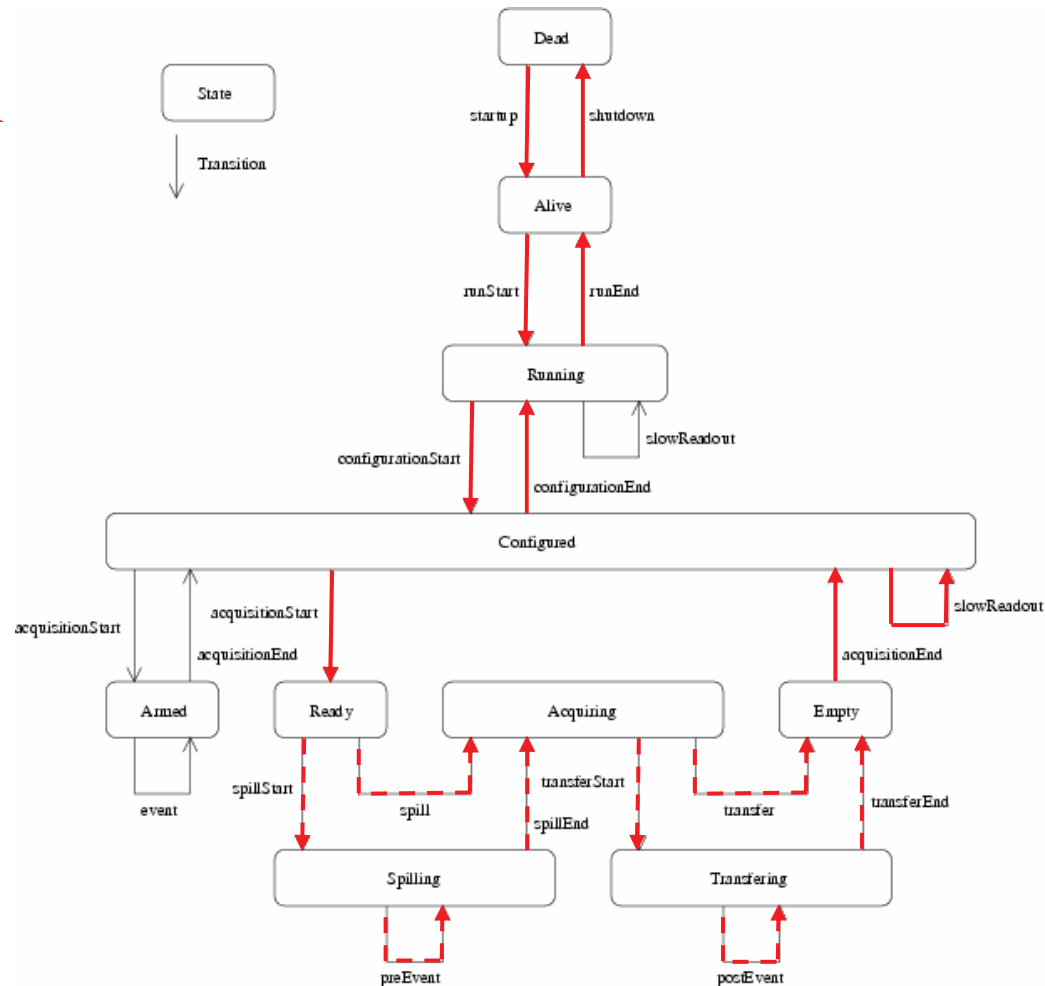 Dead
State
startup
shutdown
Transition
Alive
runStart
runEnd
Running
slowReadout
configurationStart
configurationEnd
Configured
acquisitionStart
acquisitionStart
slowReadout
acquisitionEnd
acquisitionEnd
Armed
Ready
Acquiring
Empty
spillStart
transferStart
event
spill
spillEnd
transfer
transferEnd
Spilling
Transfering
preEvent
postEvent